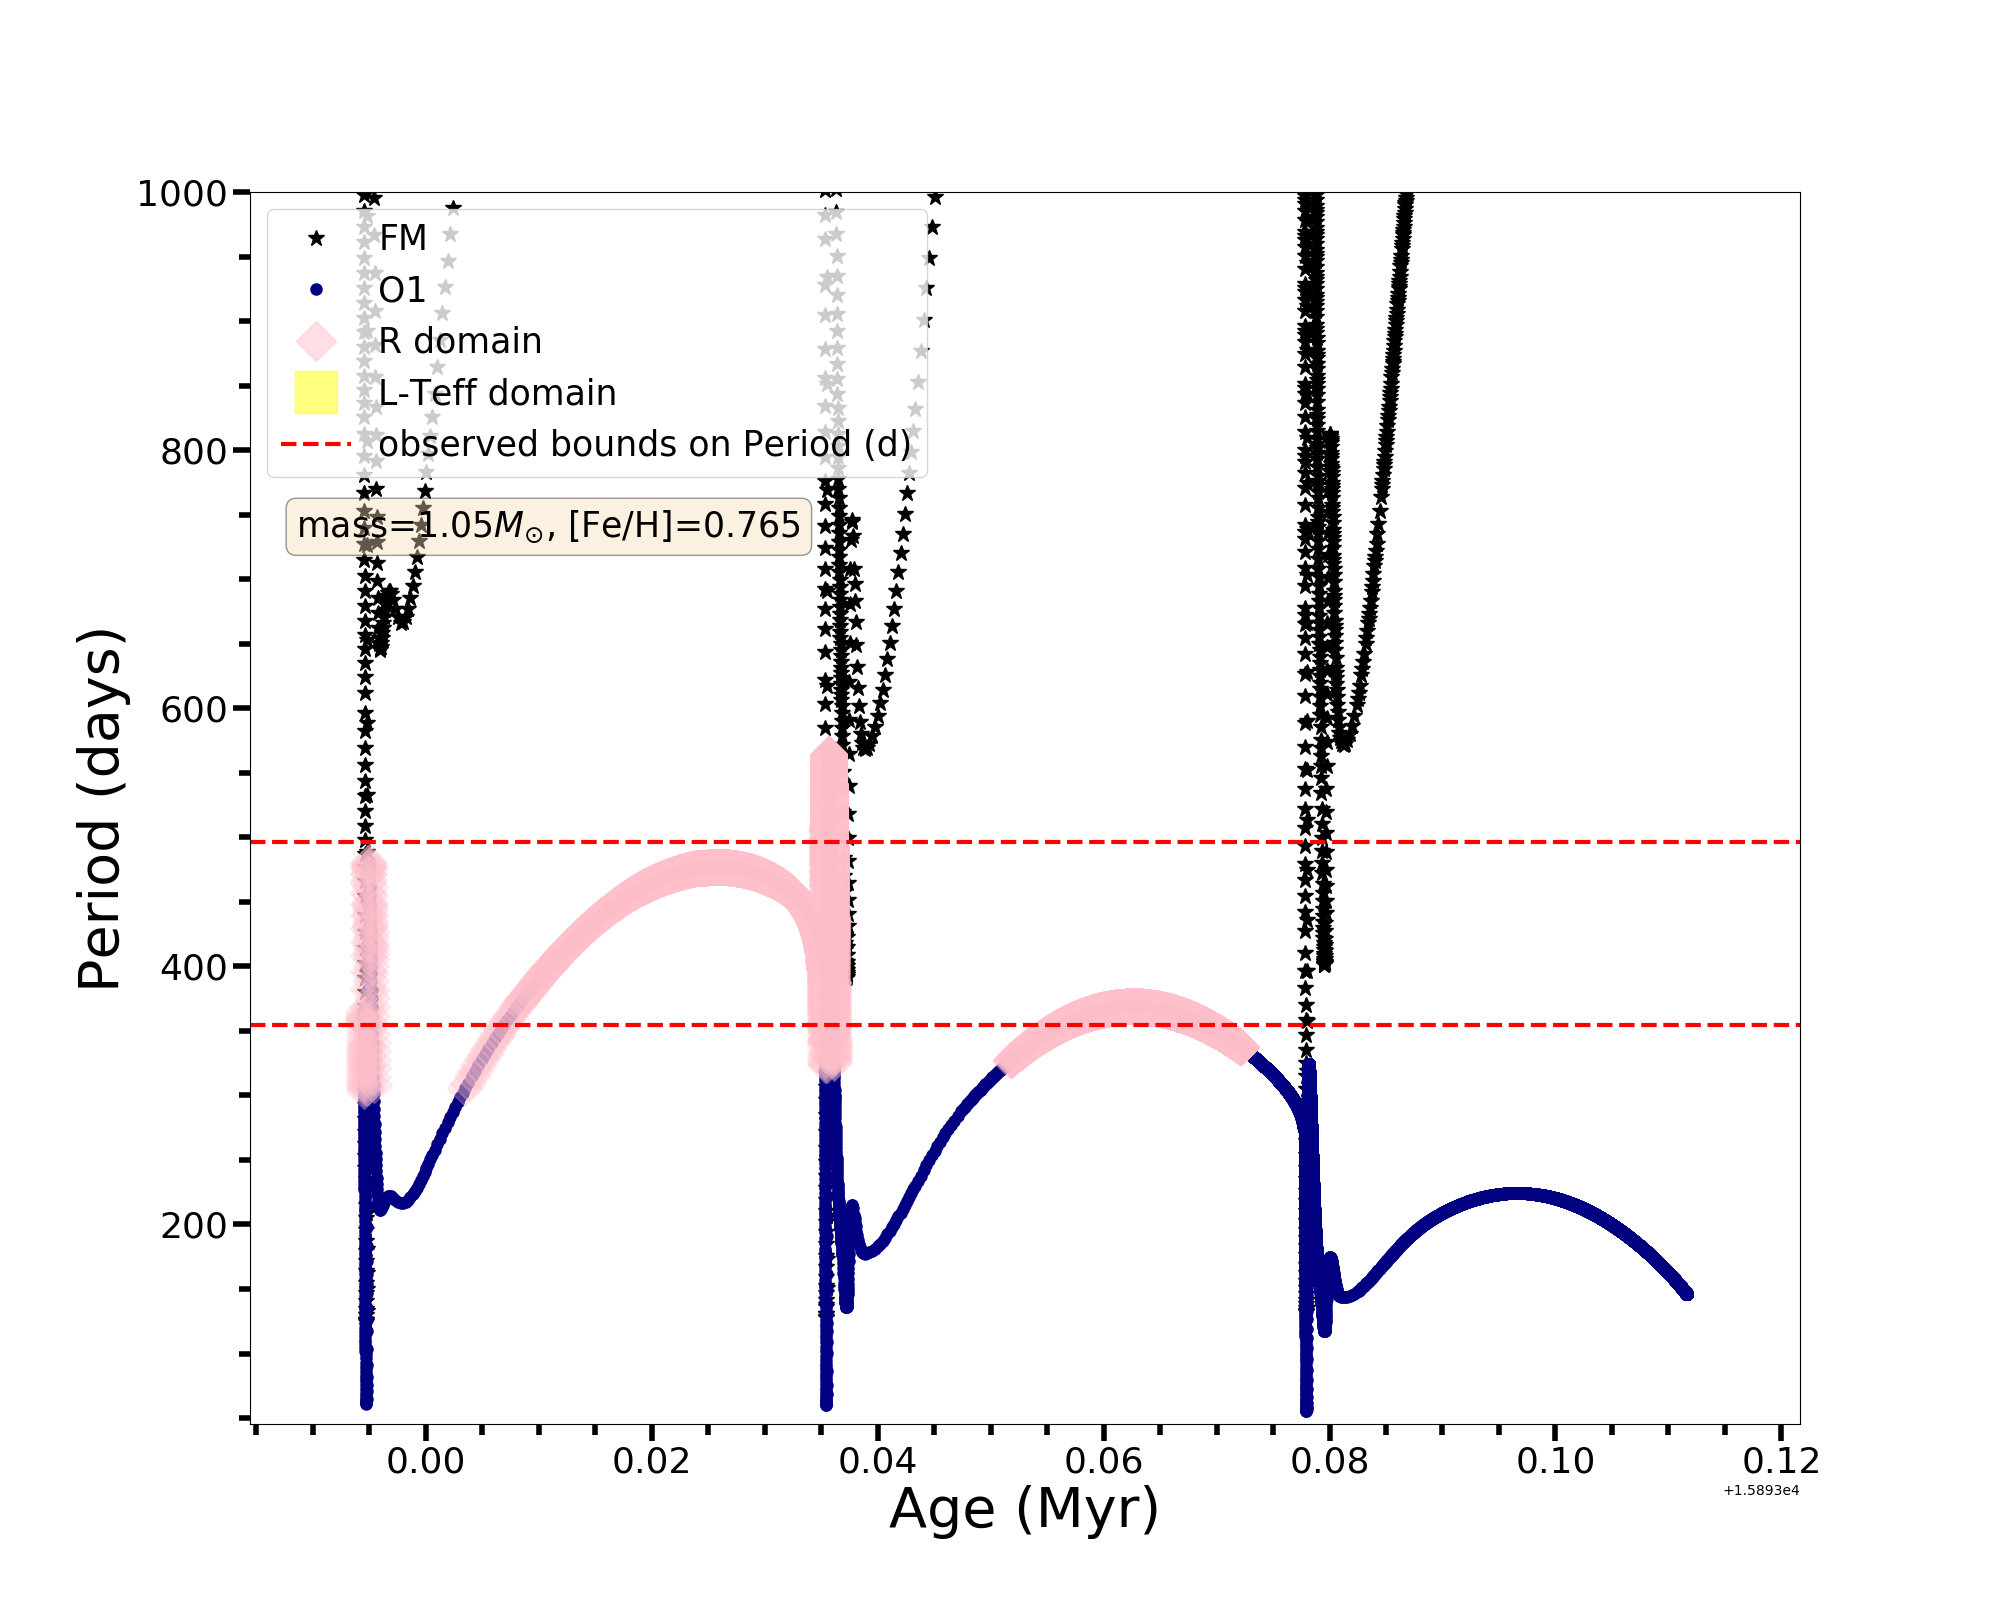 1000
800
600
400
200
Period (days)
FM
O1
R domain
L-Teff domain
observed bounds on Period (d)
mass=1.05M⊙, [Fe/H]=0.765
0.00 0.02 0.04 0.06 0.08 0.10 0.12
+1.5893e4
Age (Myr)